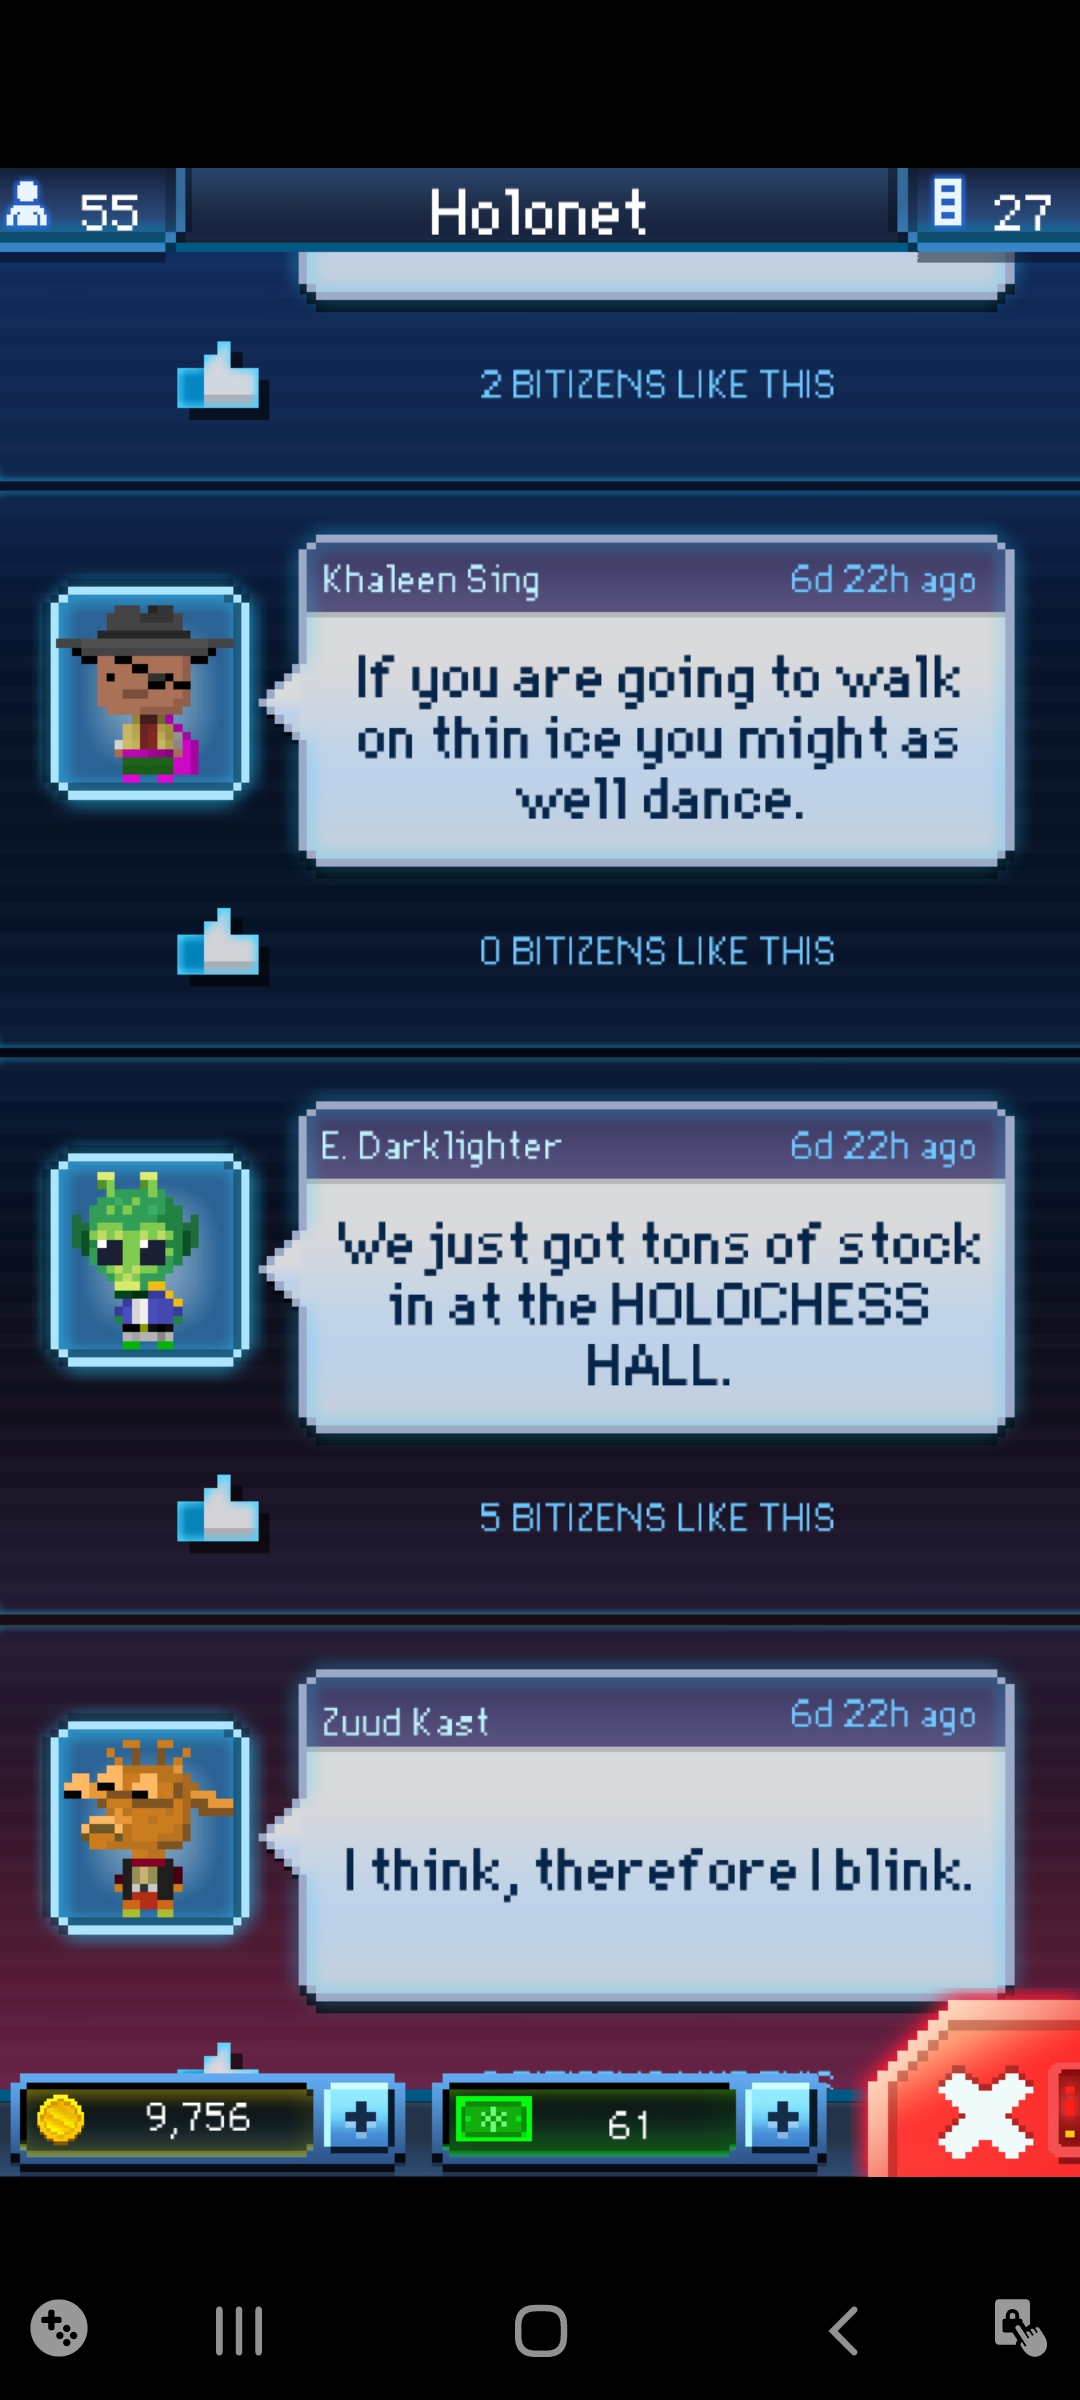 55
Holonet
27
2 BITIZENS LIKE THIS
Khaleen Sing
6d 22h ago
If you are going to walk
on thin ice you might as
well dance.
0 BITIZENS LIKE THIS
E. Darklighter
6d 22h ago
We just got tons of stock
in at the HOLOCHESS
HALL.
5 BITIZENS LIKE THIS
Zuud Kast
6d 22h ago
I think, therefore I blink.
BITIZENS LIKE THIS
9,756
61